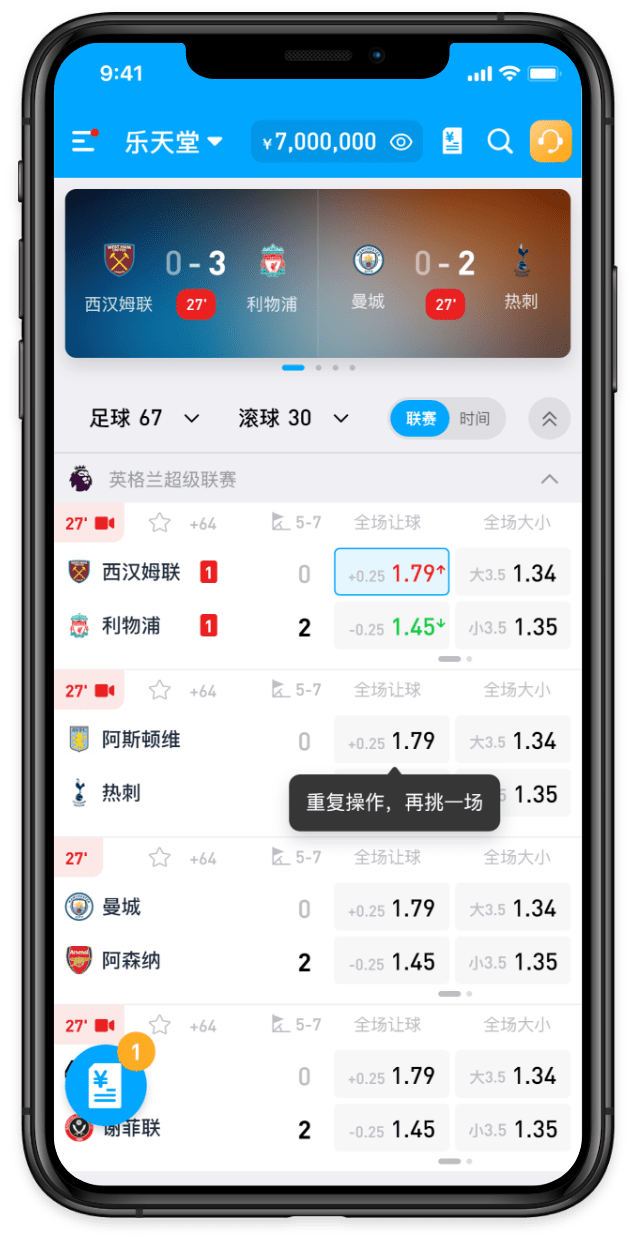 9:41
乐天堂 ¥7,000,000
0 - 3 0 - 2
西汉姆联 27' 利物浦 曼城 27' 热刺
足球 67 滚球 30 联赛 时间
英格兰超级联赛
27' +64 5-7 全场让球 全场大小
西汉姆联 1 0 +0.25 1.79↑ 大3.5 1.34
利物浦 1 2 -0.25 1.45↓ 小3.5 1.35
27' +64 5-7 全场让球 全场大小
阿斯顿维 0 +0.25 1.79 大3.5 1.34
热刺 5 1.35
重复操作，再挑一场
27' +64 5-7 全场让球 全场大小
曼城 0 +0.25 1.79 大3.5 1.34
阿森纳 2 -0.25 1.45 小3.5 1.35
27' +64 5-7 全场让球 全场大小
1
¥
0 +0.25 1.79 大3.5 1.34
谢菲联 2 -0.25 1.45 小3.5 1.35